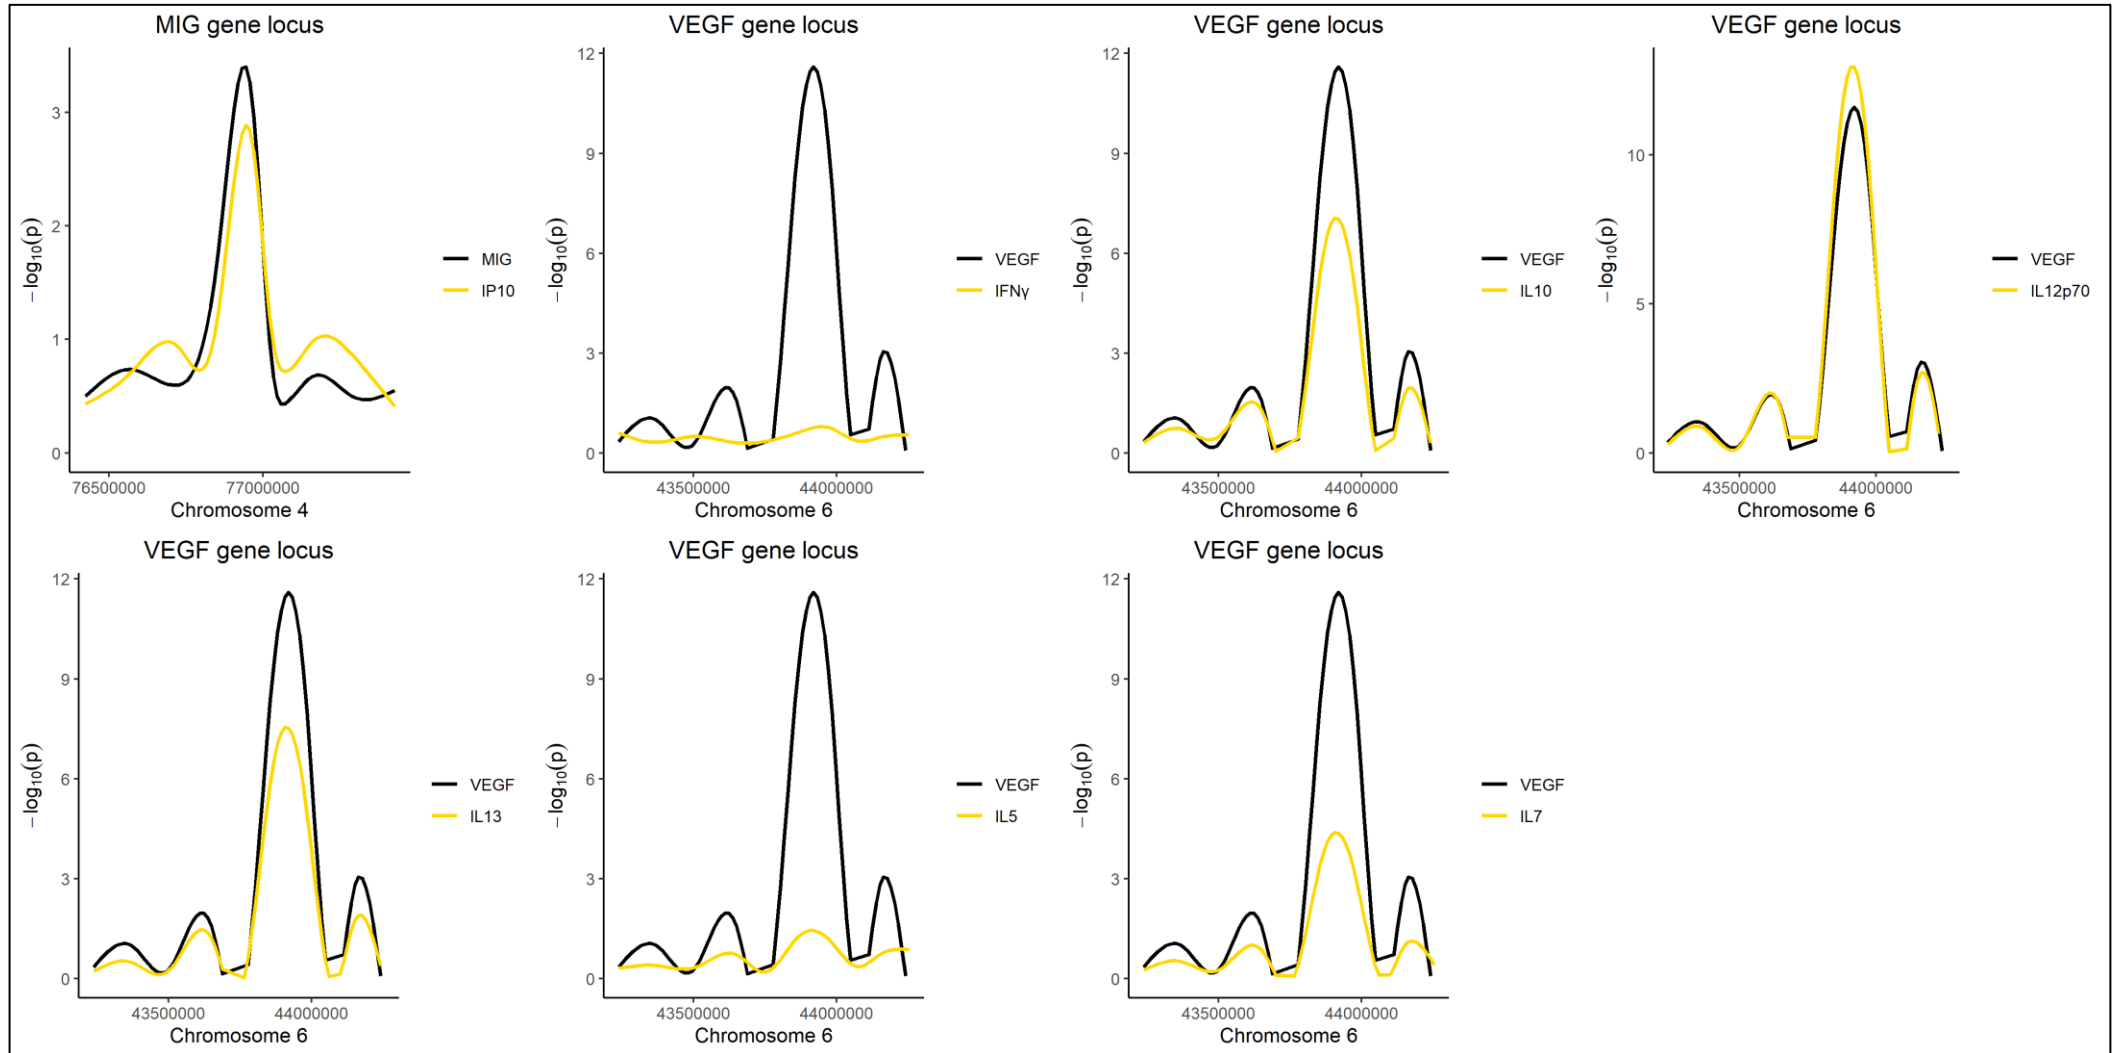 MIG gene locus
3
2
1
0
−log10(p)
76500000 77000000
Chromosome 4
MIG
IP10
VEGF gene locus
12
9
6
3
0
−log10(p)
43500000 44000000
Chromosome 6
VEGF
IFNγ
VEGF gene locus
12
9
6
3
0
−log10(p)
43500000 44000000
Chromosome 6
VEGF
IL10
VEGF gene locus
10
5
0
−log10(p)
43500000 44000000
Chromosome 6
VEGF
IL12p70
VEGF gene locus
12
9
6
3
0
−log10(p)
43500000 44000000
Chromosome 6
VEGF
IL13
VEGF gene locus
12
9
6
3
0
−log10(p)
43500000 44000000
Chromosome 6
VEGF
IL5
VEGF gene locus
12
9
6
3
0
−log10(p)
43500000 44000000
Chromosome 6
VEGF
IL7